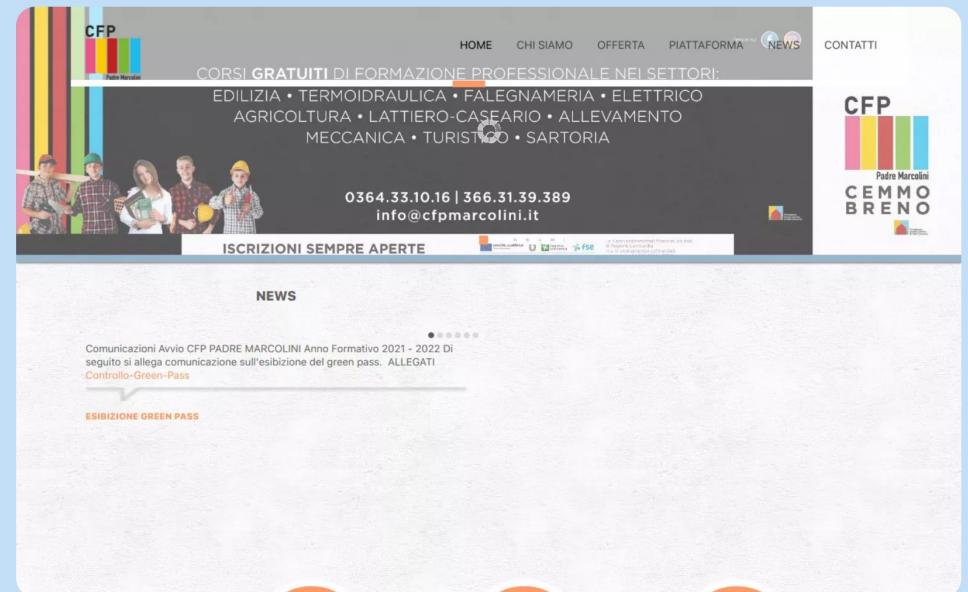 CFP
Padre Marcolini
HOME CHI SIAMO OFFERTA PIATTAFORMA NEWS CONTATTI
CORSI GRATUITI DI FORMAZIONE PROFESSIONALE NEI SETTORI:
EDILIZIA • TERMOIDRAULICA • FALEGNAMERIA • ELETTRICO
AGRICOLTURA • LATTIERO-CASEARIO • ALLEVAMENTO
MECCANICA • TURISTICO • SARTORIA
0364.33.10.16 | 366.31.39.389
info@cfpmarcolini.it
ISCRIZIONI SEMPRE APERTE
fse
CFP
Padre Marcolini
CEMMO
BRENO
NEWS
Comunicazioni Avvio CFP PADRE MARCOLINI Anno Formativo 2021 - 2022 Di
seguito si allega comunicazione sull'esibizione del green pass. ALLEGATI
Controllo-Green-Pass
ESIBIZIONE GREEN PASS